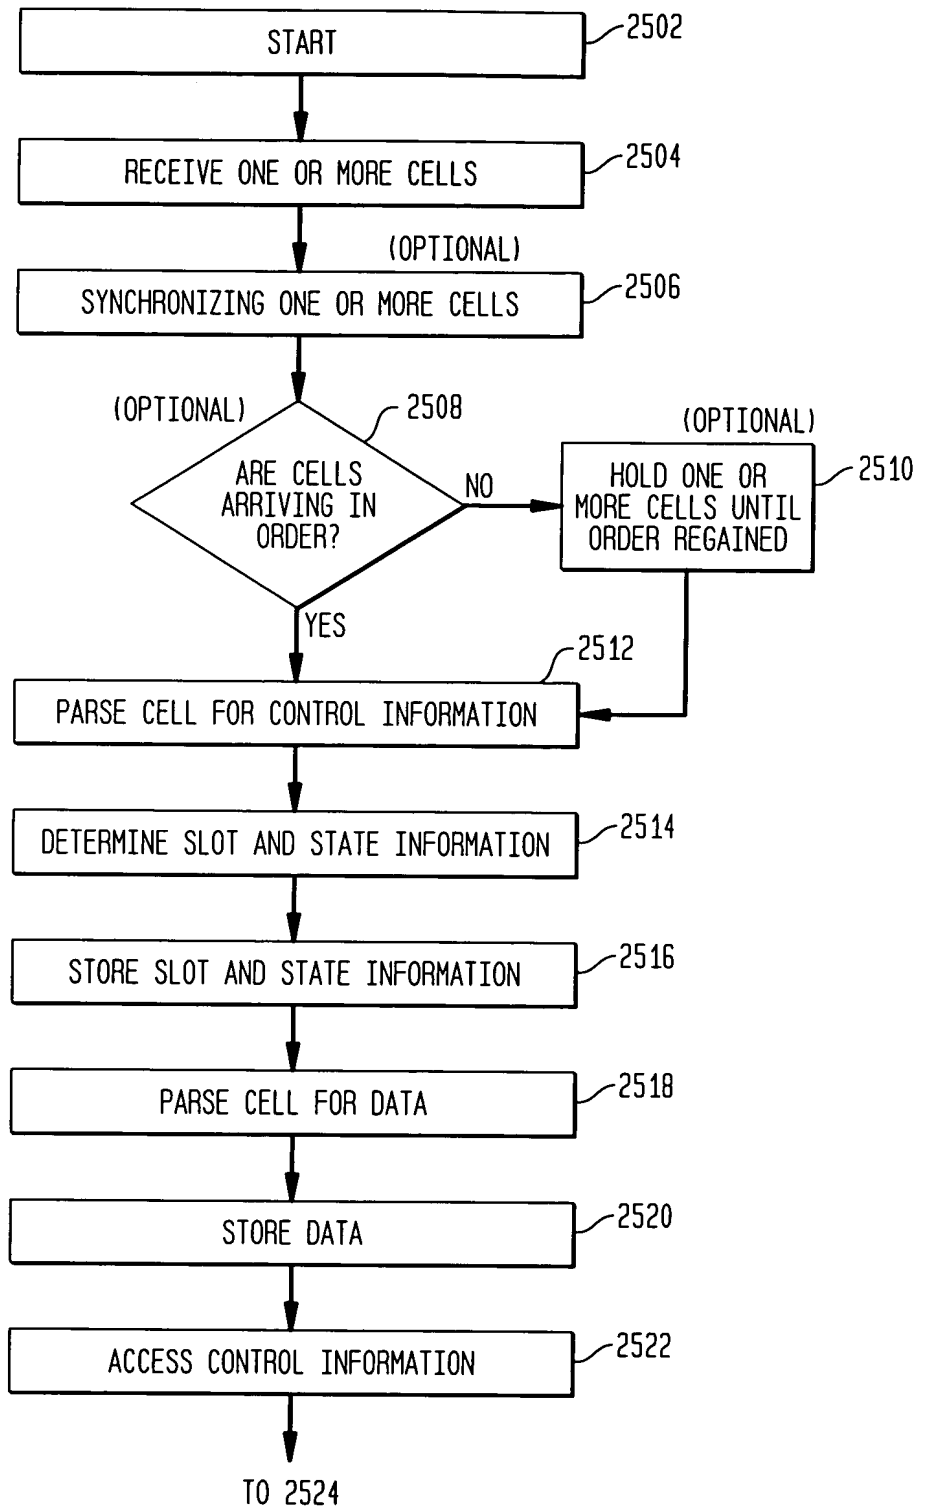 START
2502
RECEIVE ONE OR MORE CELLS
2504
(OPTIONAL)
SYNCHRONIZING ONE OR MORE CELLS
2506
(OPTIONAL)
2508
ARE CELLS
ARRIVING IN
ORDER?
NO
YES
(OPTIONAL)
HOLD ONE OR
MORE CELLS UNTIL
ORDER REGAINED
2510
2512
PARSE CELL FOR CONTROL INFORMATION
DETERMINE SLOT AND STATE INFORMATION
2514
STORE SLOT AND STATE INFORMATION
2516
PARSE CELL FOR DATA
2518
STORE DATA
2520
ACCESS CONTROL INFORMATION
2522
TO 2524